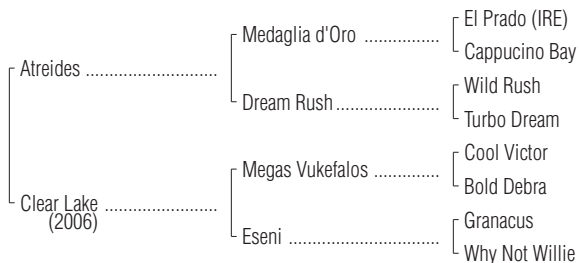 El Prado (IRE)
Medaglia d'Oro ................
Cappucino Bay
Atreides ............................
Wild Rush
Dream Rush ......................
Turbo Dream
Cool Victor
Megas Vukefalos ..............
Bold Debra
Clear Lake ........................
(2006)
Granacus
Eseni ................................
Why Not Willie